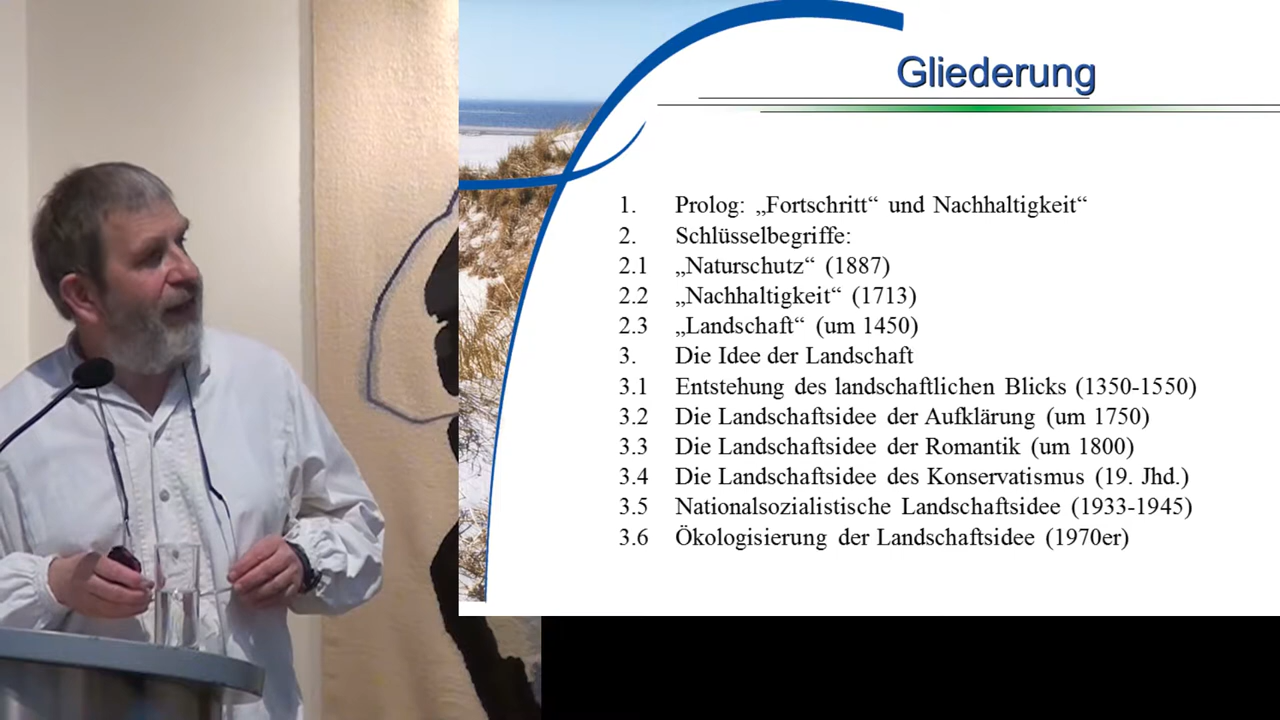 Gliederung
1. Prolog: „Fortschritt“ und Nachhaltigkeit“
2. Schlüsselbegriffe:
2.1 „Naturschutz“ (1887)
2.2 „Nachhaltigkeit“ (1713)
2.3 „Landschaft“ (um 1450)
3. Die Idee der Landschaft
3.1 Entstehung des landschaftlichen Blicks (1350-1550)
3.2 Die Landschaftsidee der Aufklärung (um 1750)
3.3 Die Landschaftsidee der Romantik (um 1800)
3.4 Die Landschaftsidee des Konservatismus (19. Jhd.)
3.5 Nationalsozialistische Landschaftsidee (1933-1945)
3.6 Ökologisierung der Landschaftsidee (1970er)